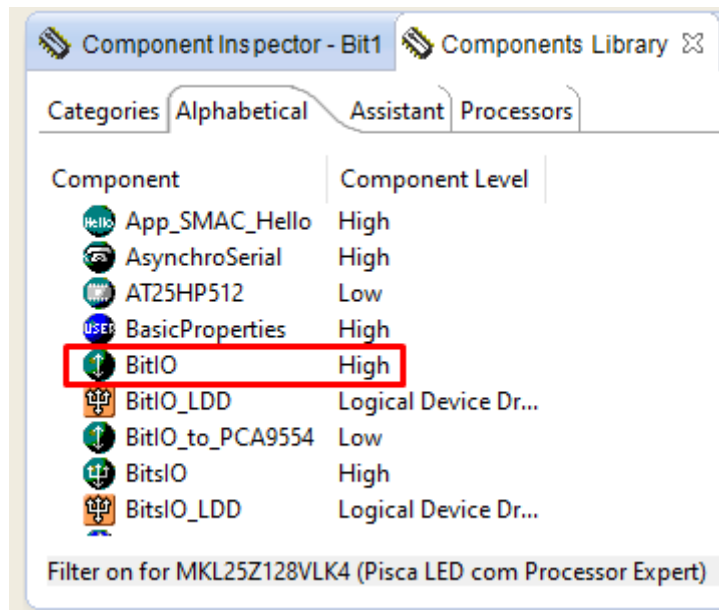 Component Inspector - Bit1 Components Library
Categories Alphabetical Assistant Processors
Component Component Level
Hello App_SMAC_Hello High
AsynchroSerial High
AT25HP512 Low
USER BasicProperties High
BitIO High
BitIO_LDD Logical Device Dr...
BitIO_to_PCA9554 Low
BitsIO High
BitsIO_LDD Logical Device Dr...
Filter on for MKL25Z128VLK4 (Pisca LED com Processor Expert)